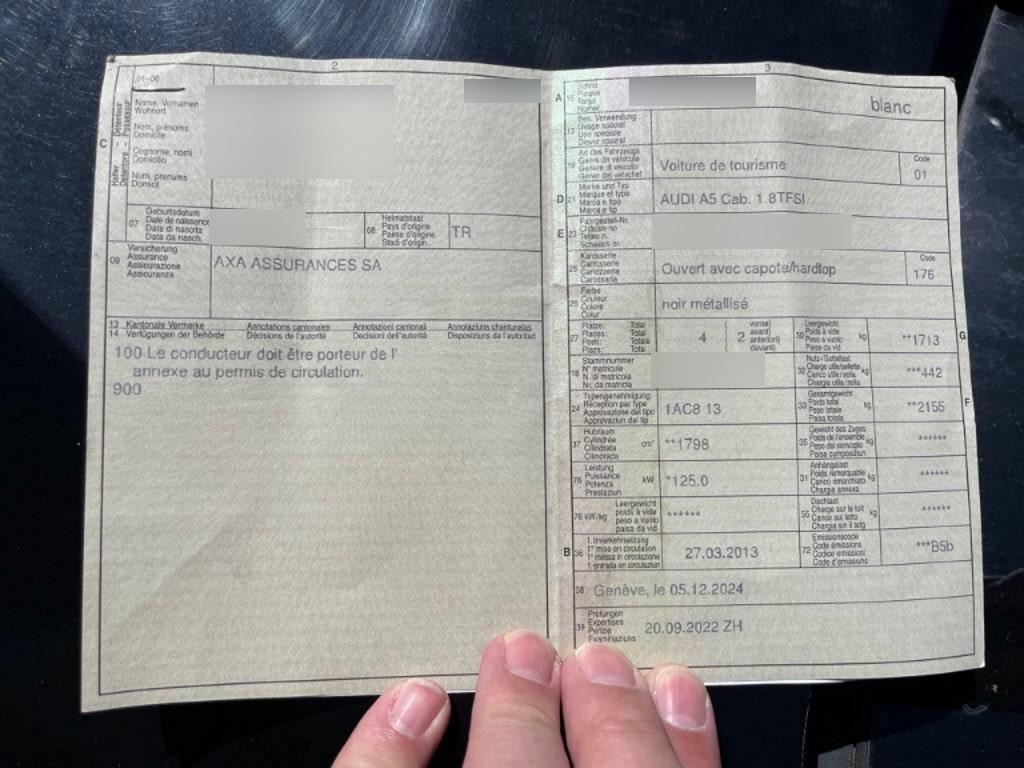 2
01-06
Name, Vornamen
Wohnort
Nom, prénoms
Domicile
Cognome, nomi
Domicilio
Num, prenums
Domicil
C
07
Geburtsdatum
Date de naissance
Data di nascita
Data da nasch.
08
Heimatstaat
Pays d'origine
Paese d'origine
Stadi d'origin
TR
09
Versicherung
Assurance
Assicurazione
Assicuranza
AXA ASSURANCES SA
13 Kantonale Vermerke Annotations cantonales Annotazioni cantonali Annotaziuns chantunalas
14 Verfügungen der Behörde Décisions de l'autorité Decisioni dell'autorità Disposiziuns da l'autoritad
100 Le conducteur doit être porteur de l'
annexe au permis de circulation.
900
3
A 15
Schild
Plaque
Targa
Numer
blanc
17
Bes. Verwendung
Usage spécial
Uso speciale
Diever spezial
19
Art des Fahrzeugs
Genre de véhicule
Genere di veicolo
Gener dal vehichel
Voiture de tourisme
Code
01
D 21
Marke und Typ
Marque et type
Marca e tipo
Marca e tip
AUDI A5 Cab. 1.8TFSI
E 23
Fahrgestell-Nr.
Châssis no
Telaio n.
Schassis nr.
25
Karosserie
Carrosserie
Carrozzeria
Carossaria
Ouvert avec capote/hardtop
Code
176
26
Farbe
Couleur
Colore
Colur
noir métallisé
27
Plätze: Total
Places: Total
Posti: Totale
Plazs: Total
4
2
vorne)
avant)
anteriori)
davant)
30
Leergewicht
Poids à vide
Peso a vuoto
Paisa da vid
kg
**1713
G
18
Stammnummer
N° matricule
N. di matricola
Nr. da matricla
32
Nutz-/Sattellast
Charge utile/sellette
Carico utile/sella
Chargia utila/sella
kg
***442
24
Typengenehmigung
Réception par type
Approvazione del tipo
Approvaziun dal tip
1AC8 13
33
Gesamtgewicht
Poids total
Peso totale
Paisa totala
kg
**2155
F
37
Hubraum
Cylindrée
Cilindrata
Cilindrada
cm³
**1798
35
Gewicht des Zuges
Poids de l'ensemble
Peso del convoglio
Paisa cumposiziun
kg
******
76
Leistung
Puissance
Potenza
Prestaziun
kW
*125.0
31
Anhängelast
Poids remorquable
Carico rimorchiato
Chargia annexa
kg
******
78 kW/kg
Leergewicht
poids à vide
peso a vuoto
paisa da vid
******
55
Dachlast
Charge sur le toit
Carico sul tetto
Chargia sin il tetg
kg
******
B 36
1. Inverkehrsetzung
1re mise en circulation
1a messa in circolazione
1. entrada en circulaziun
27.03.2013
72
Emissionscode
Code émissions
Codice emissioni
Code d'emissiuns
***B5b
38 Genève, le 05.12.2024
39
Prüfungen
Expertises
Perizie
Examinaziuns
20.09.2022 ZH